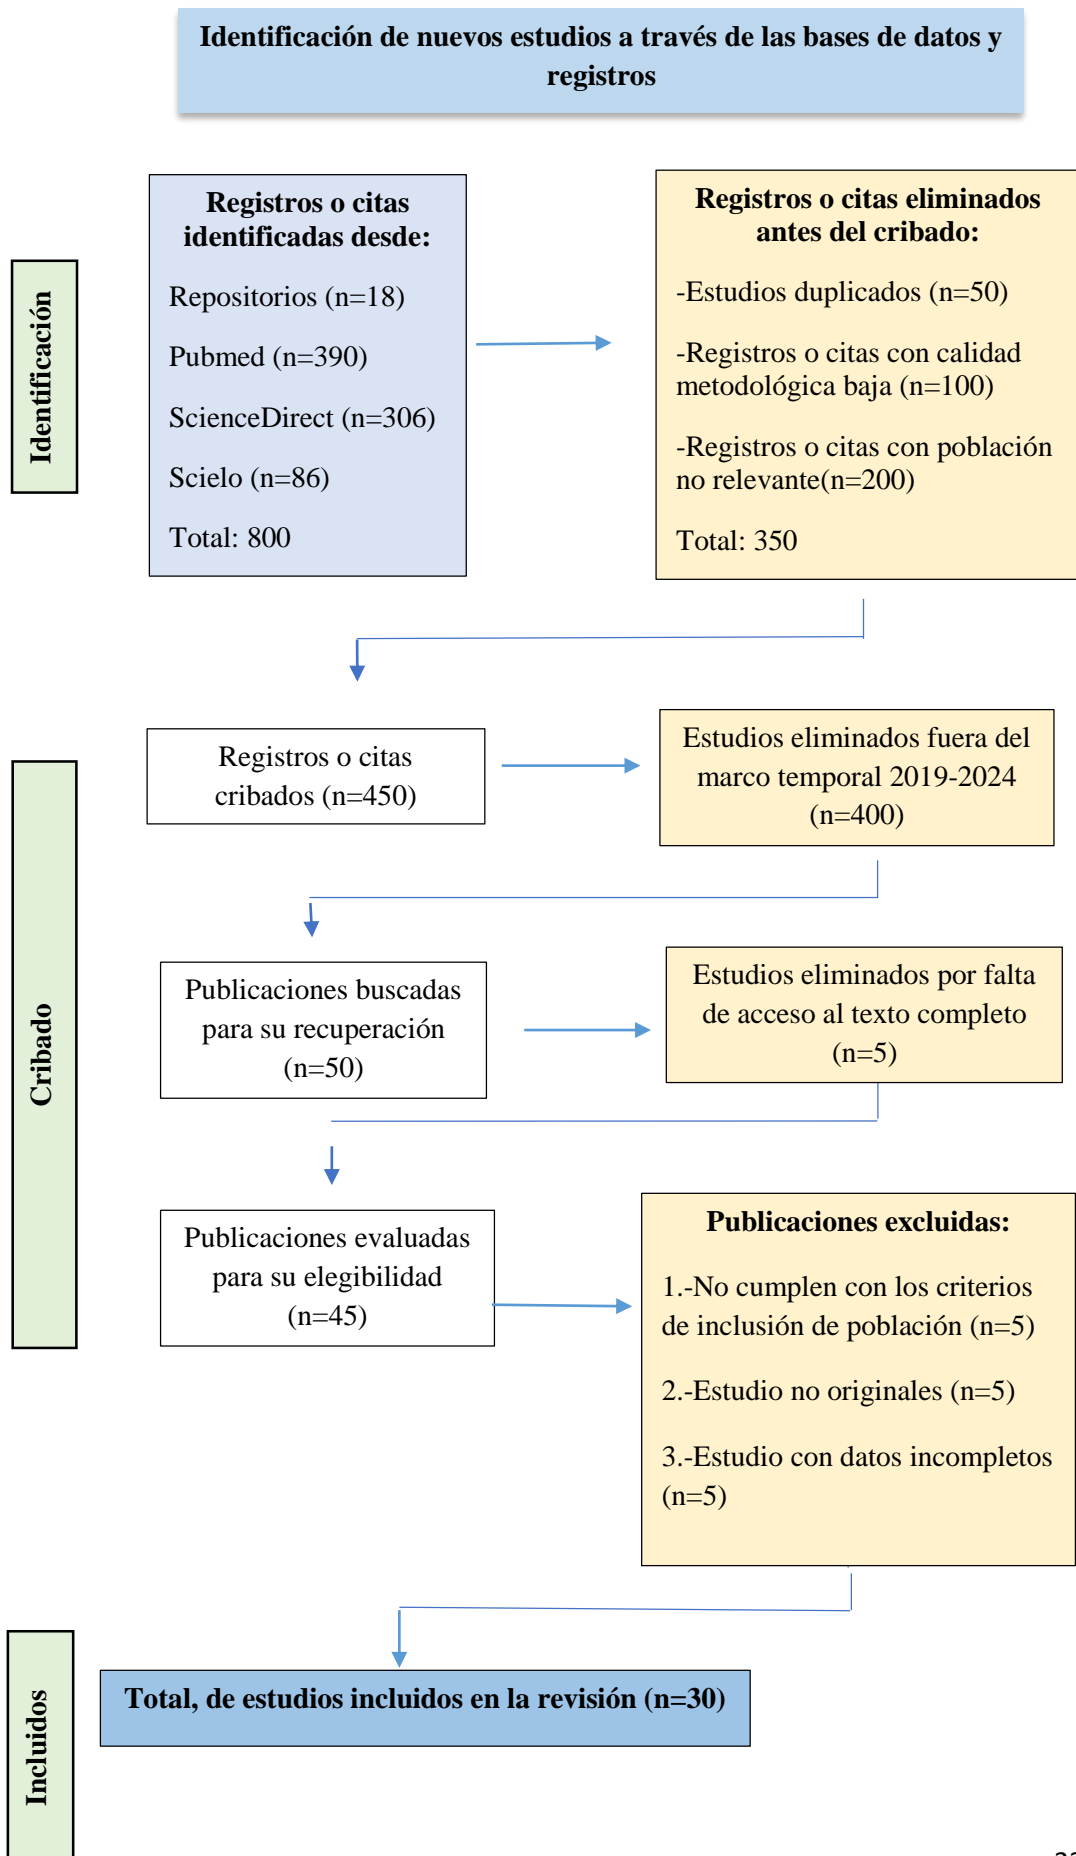 Identificación de nuevos estudios a través de las bases de datos y
registros
Identificación
Registros o citas
identificadas desde:
Repositorios (n=18)
Pubmed (n=390)
ScienceDirect (n=306)
Scielo (n=86)
Total: 800
Registros o citas eliminados
antes del cribado:
-Estudios duplicados (n=50)
-Registros o citas con calidad
metodológica baja (n=100)
-Registros o citas con población
no relevante(n=200)
Total: 350
Cribado
Registros o citas
cribados (n=450)
Estudios eliminados fuera del
marco temporal 2019-2024
(n=400)
Publicaciones buscadas
para su recuperación
(n=50)
Estudios eliminados por falta
de acceso al texto completo
(n=5)
Publicaciones evaluadas
para su elegibilidad
(n=45)
Publicaciones excluidas:
1.-No cumplen con los criterios
de inclusión de población (n=5)
2.-Estudio no originales (n=5)
3.-Estudio con datos incompletos
(n=5)
Incluidos
Total, de estudios incluidos en la revisión (n=30)